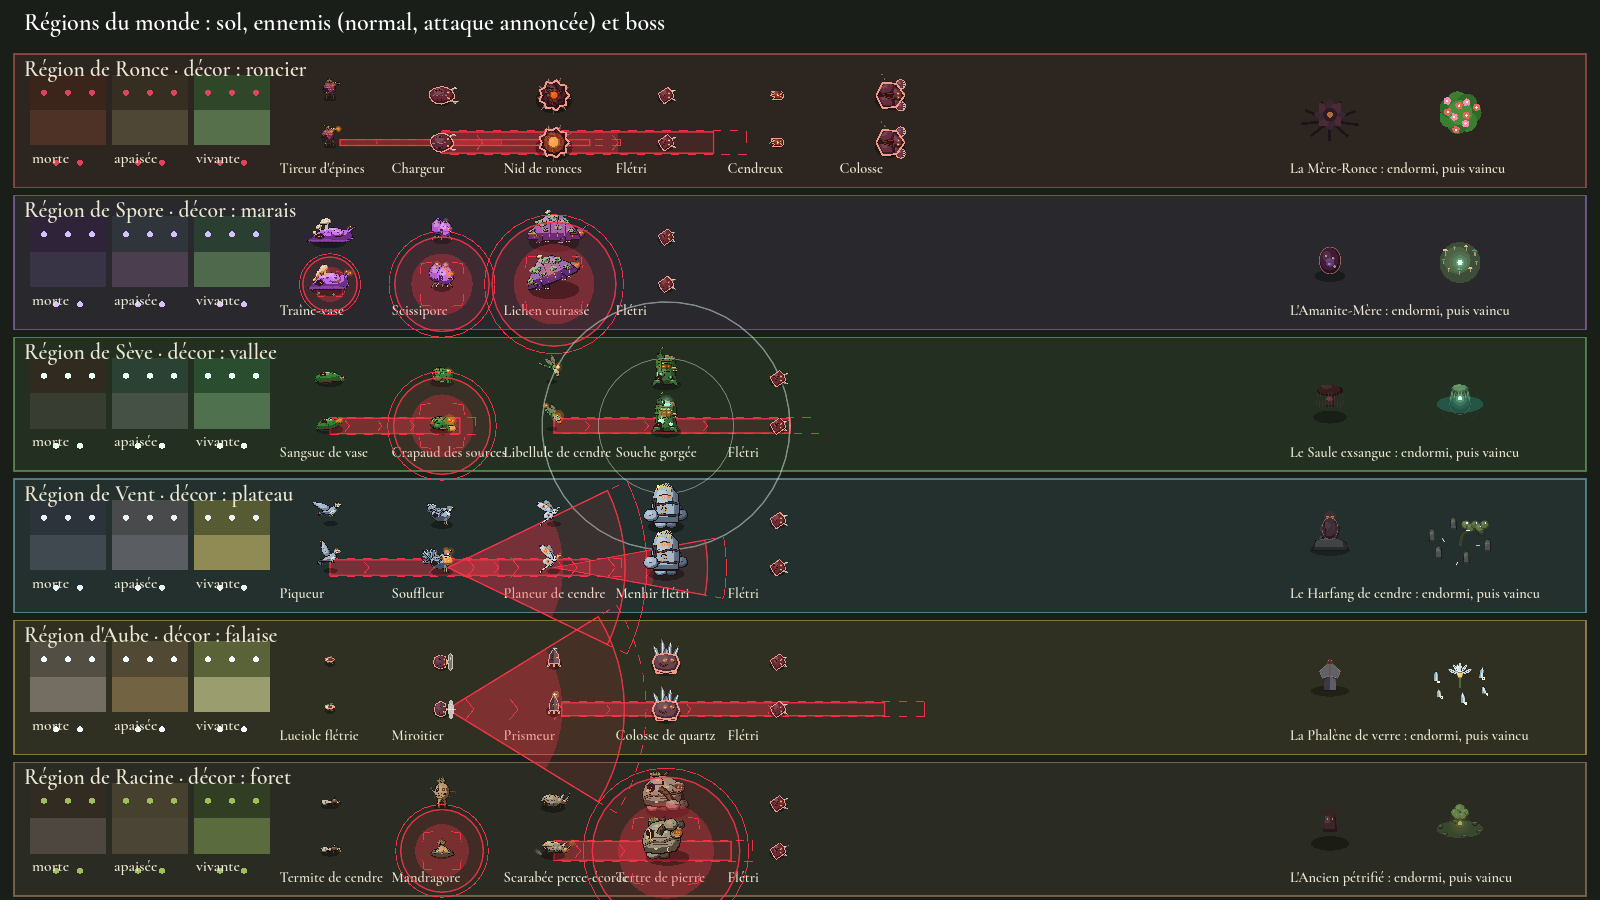 Régions du monde : sol, ennemis (normal, attaque annoncée) et boss
Région de Ronce · décor : roncier
morte apaisée vivante
Tireur d'épines Chargeur Nid de ronces Flétri Cendreux Colosse La Mère-Ronce : endormi, puis vaincu
Région de Spore · décor : marais
morte apaisée vivante
Traîne-vase Scissipore Lichen cuirassé Flétri L'Amanite-Mère : endormi, puis vaincu
Région de Sève · décor : vallee
morte apaisée vivante
Sangsue de vase Crapaud des sources Libellule de cendre Souche gorgée Flétri Le Saule exsangue : endormi, puis vaincu
Région de Vent · décor : plateau
morte apaisée vivante
Piqueur Souffleur Planeur de cendre Menhir flétri Flétri Le Harfang de cendre : endormi, puis vaincu
Région d'Aube · décor : falaise
morte apaisée vivante
Luciole flétrie Miroitier Prismeur Colosse de quartz Flétri La Phalène de verre : endormi, puis vaincu
Région de Racine · décor : foret
morte apaisée vivante
Termite de cendre Mandragore Scarabée perce-écorce Tertre de pierre Flétri L'Ancien pétrifié : endormi, puis vaincu